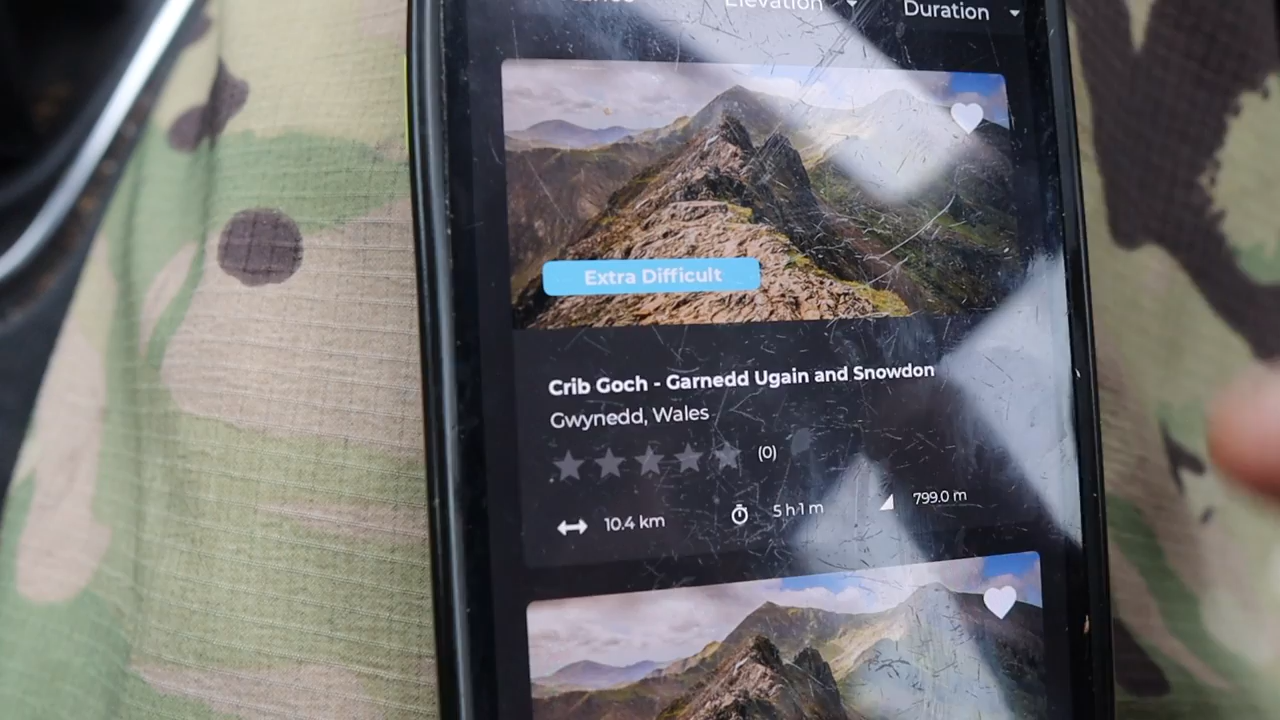 Elevation
Duration
Extra Difficult
Crib Goch - Garnedd Ugain and Snowdon
Gwynedd, Wales
(0)
10.4 km
5 h 1 m
799.0 m